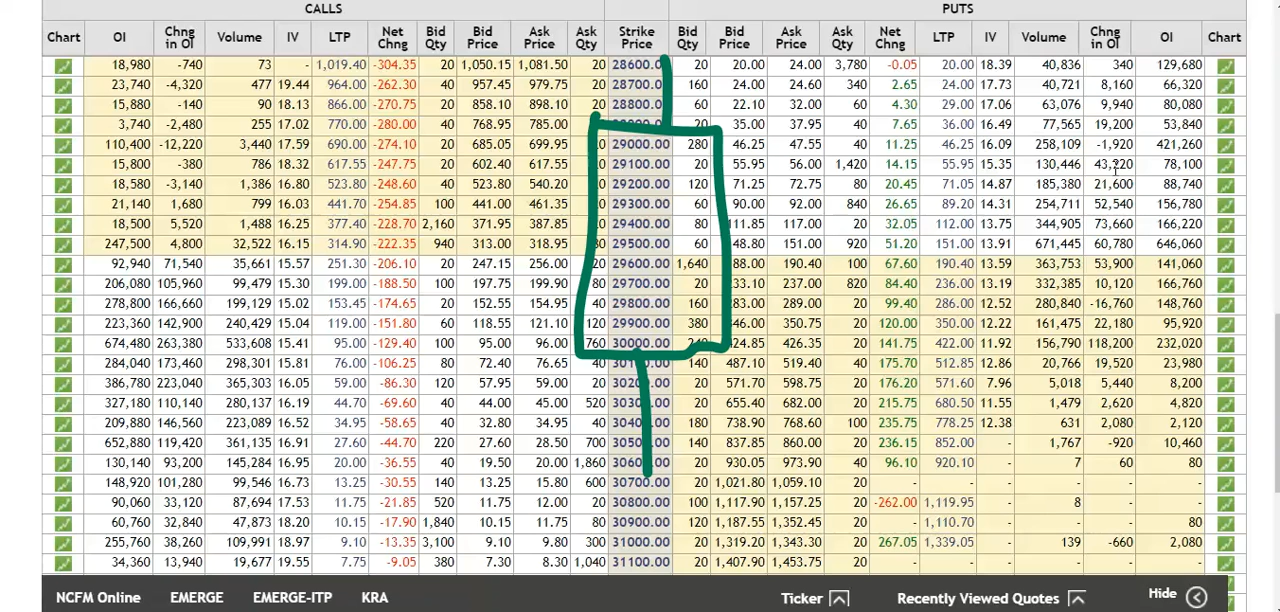 CALLS PUTS
Chart OI Chng in OI Volume IV LTP Net Chng Bid Qty Bid Price Ask Price Ask Qty Strike Price Bid Qty Bid Price Ask Price Ask Qty Net Chng LTP IV Volume Chng in OI OI Chart
18,980 -740 73 - 1,019.40 -304.35 20 1,050.15 1,081.50 20 28600.0 20 20.00 24.00 3,780 -0.05 20.00 18.39 40,836 340 129,680
23,740 -4,320 477 19.44 964.00 -262.30 40 957.45 979.75 20 28700.0 160 24.00 24.60 340 2.65 24.00 17.73 40,721 8,160 66,320
15,880 -140 90 18.13 866.00 -270.75 20 858.10 898.10 20 28800.0 60 22.10 32.00 60 4.30 29.00 17.06 63,076 9,940 80,080
3,740 -2,480 255 17.02 770.00 -280.00 40 768.95 785.00 20 35.00 37.95 40 7.65 36.00 16.49 77,565 19,200 53,840
110,400 -12,220 3,440 17.59 690.00 -274.10 20 685.05 699.95 29000.00 280 46.25 47.55 40 11.25 46.25 16.09 258,109 -1,920 421,260
15,800 -380 786 18.32 617.55 -247.75 20 602.40 617.55 29100.00 20 55.95 56.00 1,420 14.15 55.95 15.35 130,446 43,220 78,100
18,580 -3,140 1,386 16.80 523.80 -248.60 40 523.80 540.20 29200.00 120 71.25 72.75 80 20.45 71.05 14.87 185,380 21,600 88,740
21,140 1,680 799 16.03 441.70 -254.85 100 441.00 461.35 29300.00 60 90.00 92.00 840 26.65 89.20 14.31 254,711 52,540 156,780
18,500 5,140 1,488 16.25 377.40 -228.70 2,160 371.95 387.85 29400.00 80 111.85 117.00 20 32.05 112.00 13.75 344,905 73,660 166,220
247,500 4,800 32,522 16.15 314.90 -222.35 940 313.00 318.95 29500.00 60 48.80 151.00 920 51.20 151.00 13.91 671,445 60,780 646,060
92,940 71,540 35,661 15.57 251.30 -206.10 20 247.15 256.00 29600.00 1,640 88.00 190.40 100 67.60 190.40 13.59 363,753 53,900 141,060
206,080 105,960 99,479 15.30 199.00 -188.50 100 197.75 199.90 80 29700.00 20 33.10 237.00 820 84.40 236.00 13.19 332,385 10,120 166,760
278,800 166,660 199,129 15.02 153.45 -174.65 20 152.55 154.95 40 29800.00 160 83.00 289.00 20 99.40 286.00 12.52 280,840 -16,760 148,760
223,360 142,900 240,429 15.04 119.00 -151.80 60 118.55 121.10 120 29900.00 380 46.00 350.75 20 120.00 350.00 12.22 161,475 22,180 95,920
674,480 263,380 533,608 15.41 95.00 -129.40 100 95.00 96.00 760 30000.00 424.85 426.35 20 141.75 422.00 11.92 156,790 118,200 232,020
284,040 173,460 298,301 15.81 76.00 -106.25 80 72.40 76.65 40 140 487.10 519.40 40 175.70 512.85 12.86 20,766 19,520 23,980
386,780 223,040 365,303 16.05 59.00 -86.30 120 57.95 59.00 20 20 571.70 598.75 20 176.20 571.60 7.96 5,018 5,440 8,200
327,180 110,140 280,137 16.19 44.70 -69.60 40 44.00 45.00 520 20 655.40 682.00 20 215.75 680.50 11.55 1,479 2,620 4,820
209,880 146,560 223,089 16.52 34.95 -58.65 40 32.80 34.95 40 180 738.90 768.60 100 235.75 778.25 12.38 631 2,080 2,120
652,880 119,420 361,135 16.91 27.60 -44.70 220 27.60 28.50 700 140 837.85 860.00 20 236.15 852.00 - 1,767 -920 10,460
130,140 93,200 145,284 16.95 20.00 -36.55 40 19.50 20.00 1,860 20 930.05 973.90 40 96.10 920.10 - 7 60 80
148,920 101,280 99,546 16.73 13.25 -30.55 140 13.25 15.80 600 30700.00 20 1,021.80 1,059.10 20 - - - - - -
90,060 33,120 87,694 17.53 11.75 -21.85 520 11.75 12.00 20 30800.00 100 1,117.90 1,157.25 20 -262.00 1,119.95 - 8 - -
60,760 32,840 47,873 18.20 10.15 -17.90 1,840 10.15 11.75 80 30900.00 120 1,187.55 1,352.45 20 - 1,110.70 - - - 80
255,760 38,260 109,991 18.97 9.10 -13.35 3,100 9.10 9.80 300 31000.00 20 1,319.20 1,343.30 20 267.05 1,339.05 - 139 -660 2,080
34,360 13,940 19,677 19.55 7.75 -9.05 380 7.30 8.30 1,040 31100.00 20 1,407.90 1,453.75 20 - - - - - -
NCFM Online EMERGE EMERGE-ITP KRA Ticker Recently Viewed Quotes Hide